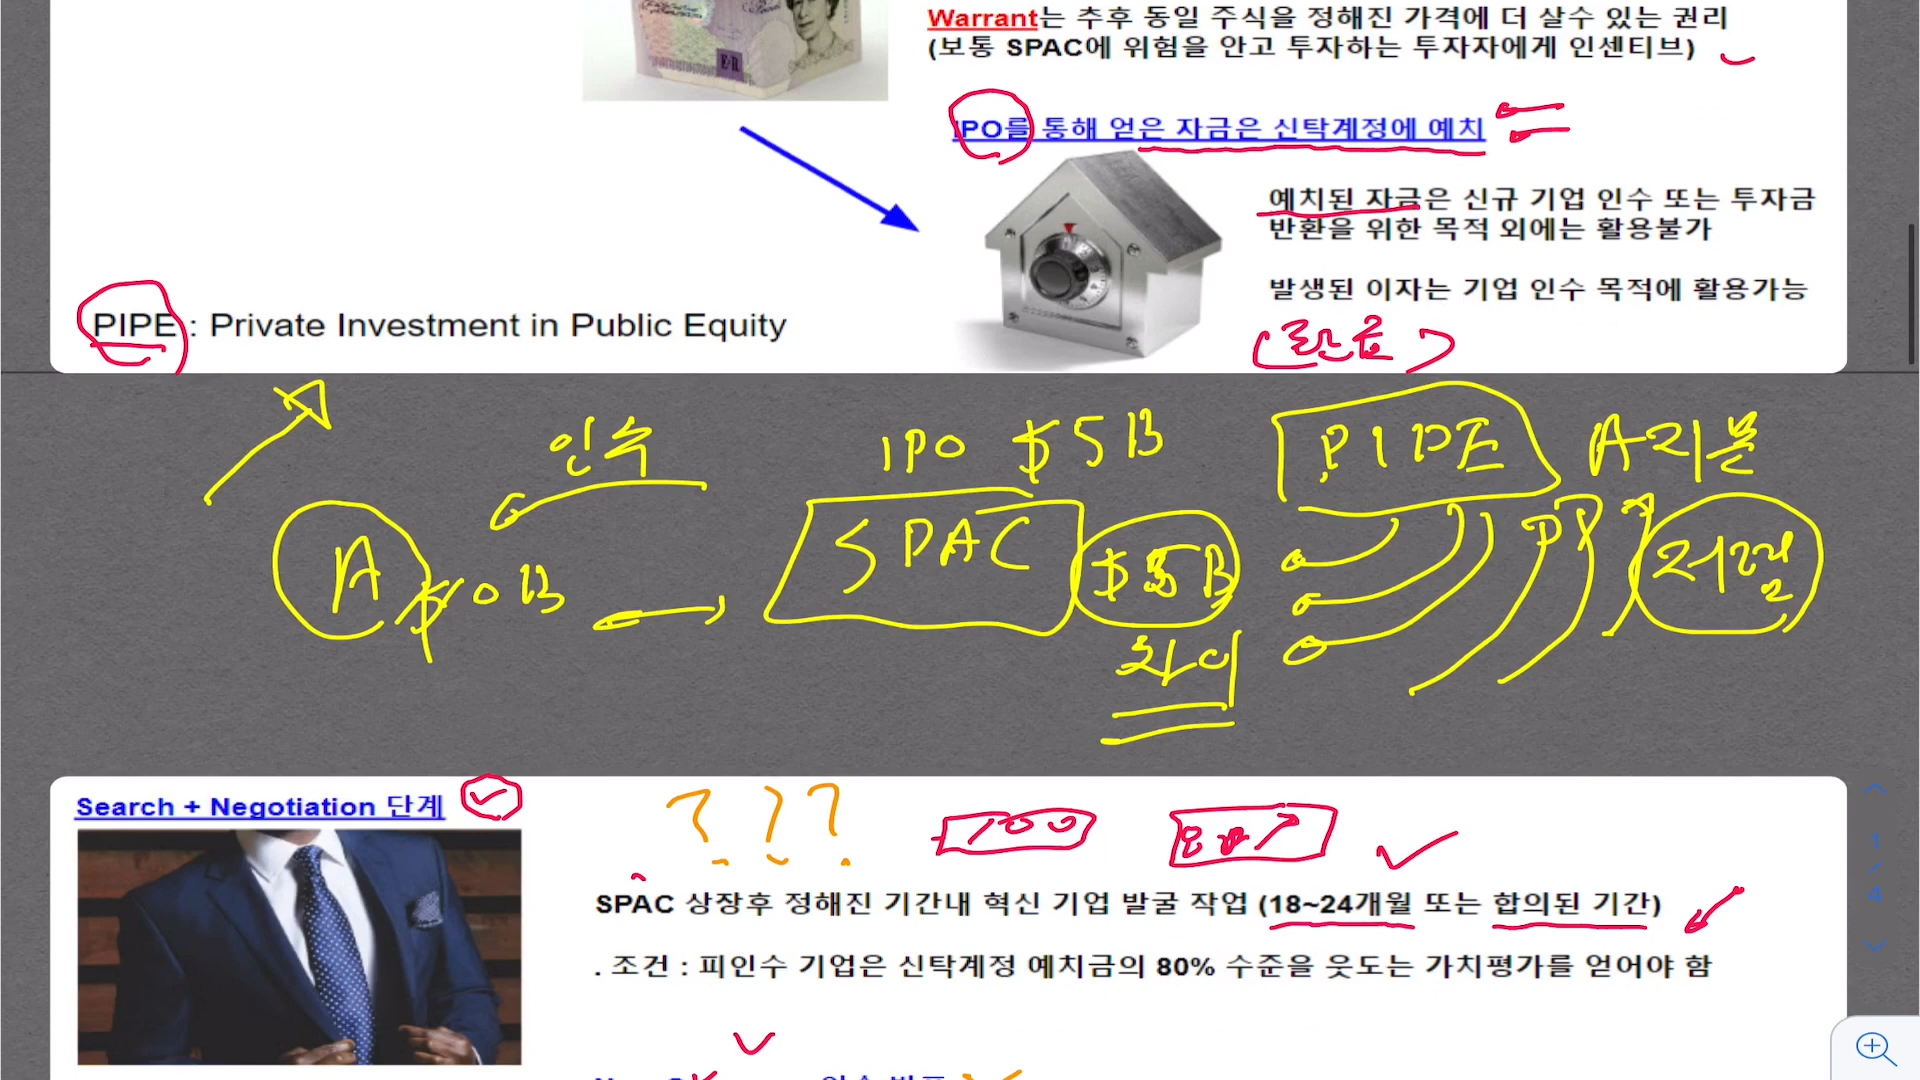 Warrant는 추후 동일 주식을 정해진 가격에 더 살수 있는 권리
(보통 SPAC에 위험을 안고 투자하는 투자자에게 인센티브)
IPO를 통해 얻은 자금은 신탁계정에 예치
예치된 자금은 신규 기업 인수 또는 투자금
반환을 위한 목적 외에는 활용불가
발생된 이자는 기업 인수 목적에 활용가능
PIPE : Private Investment in Public Equity
인수
IPO $5B
PIPE A지분
A $10B
SPAC $5B
차이
Search + Negotiation 단계
???
100
SPAC 상장후 정해진 기간내 혁신 기업 발굴 작업 (18~24개월 또는 합의된 기간)
. 조건 : 피인수 기업은 신탁계정 예치금의 80% 수준을 웃도는 가치평가를 얻어야 함
1
/
4